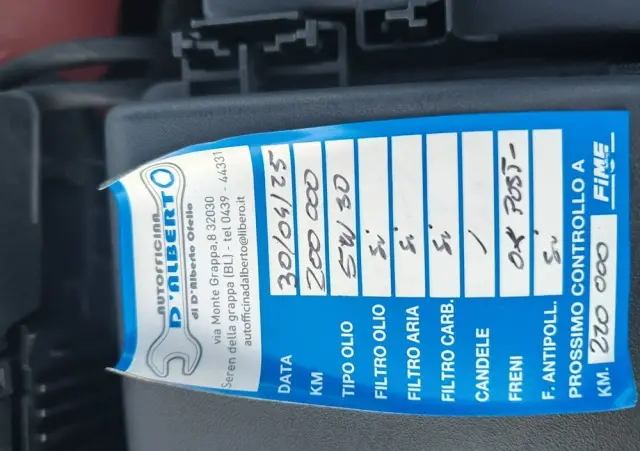 AUTOFFICINA
D'ALBERTO
di D'Alberto Ofello
via Monte Grappa,8 32030
Seren della grappa (BL) - tel 0439 - 44331
autofficinadalberto@libero.it
DATA 30/04/25
KM 200 000
TIPO OLIO 5W/30
FILTRO OLIO Si
FILTRO ARIA Si
FILTRO CARB. Si
CANDELE /
FRENI OK POST-
F. ANTIPOLL. Si
PROSSIMO CONTROLLO A
KM. 220 000
FIME